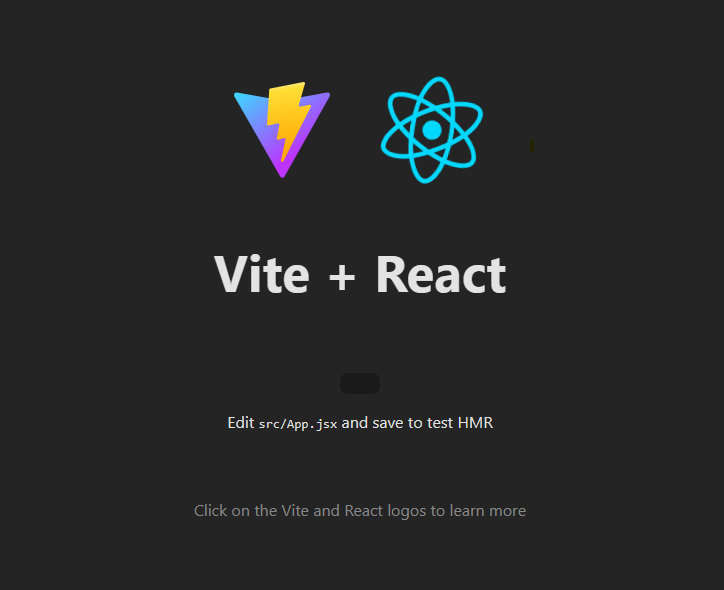 Vite + React
Edit src/App.jsx and save to test HMR
Click on the Vite and React logos to learn more